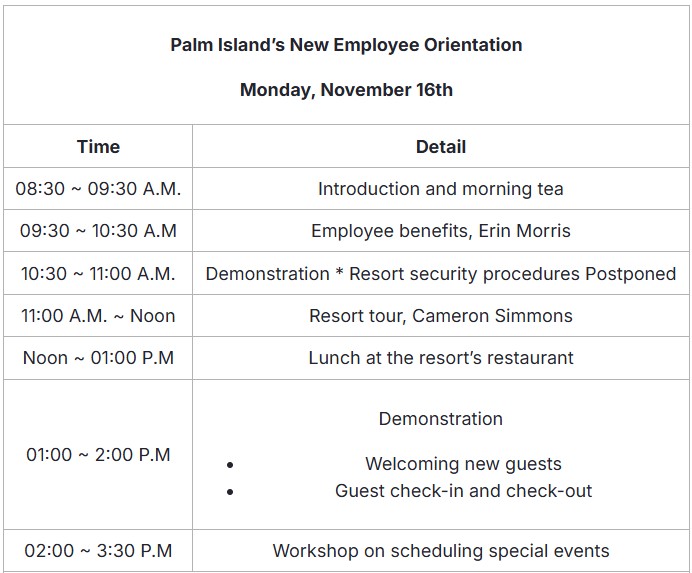 Palm Island’s New Employee Orientation
Monday, November 16th
Time Detail
08:30 ~ 09:30 A.M. Introduction and morning tea
09:30 ~ 10:30 A.M Employee benefits, Erin Morris
10:30 ~ 11:00 A.M. Demonstration * Resort security procedures Postponed
11:00 A.M. ~ Noon Resort tour, Cameron Simmons
Noon ~ 01:00 P.M Lunch at the resort’s restaurant
01:00 ~ 2:00 P.M Demonstration
• Welcoming new guests
• Guest check-in and check-out
02:00 ~ 3:30 P.M Workshop on scheduling special events